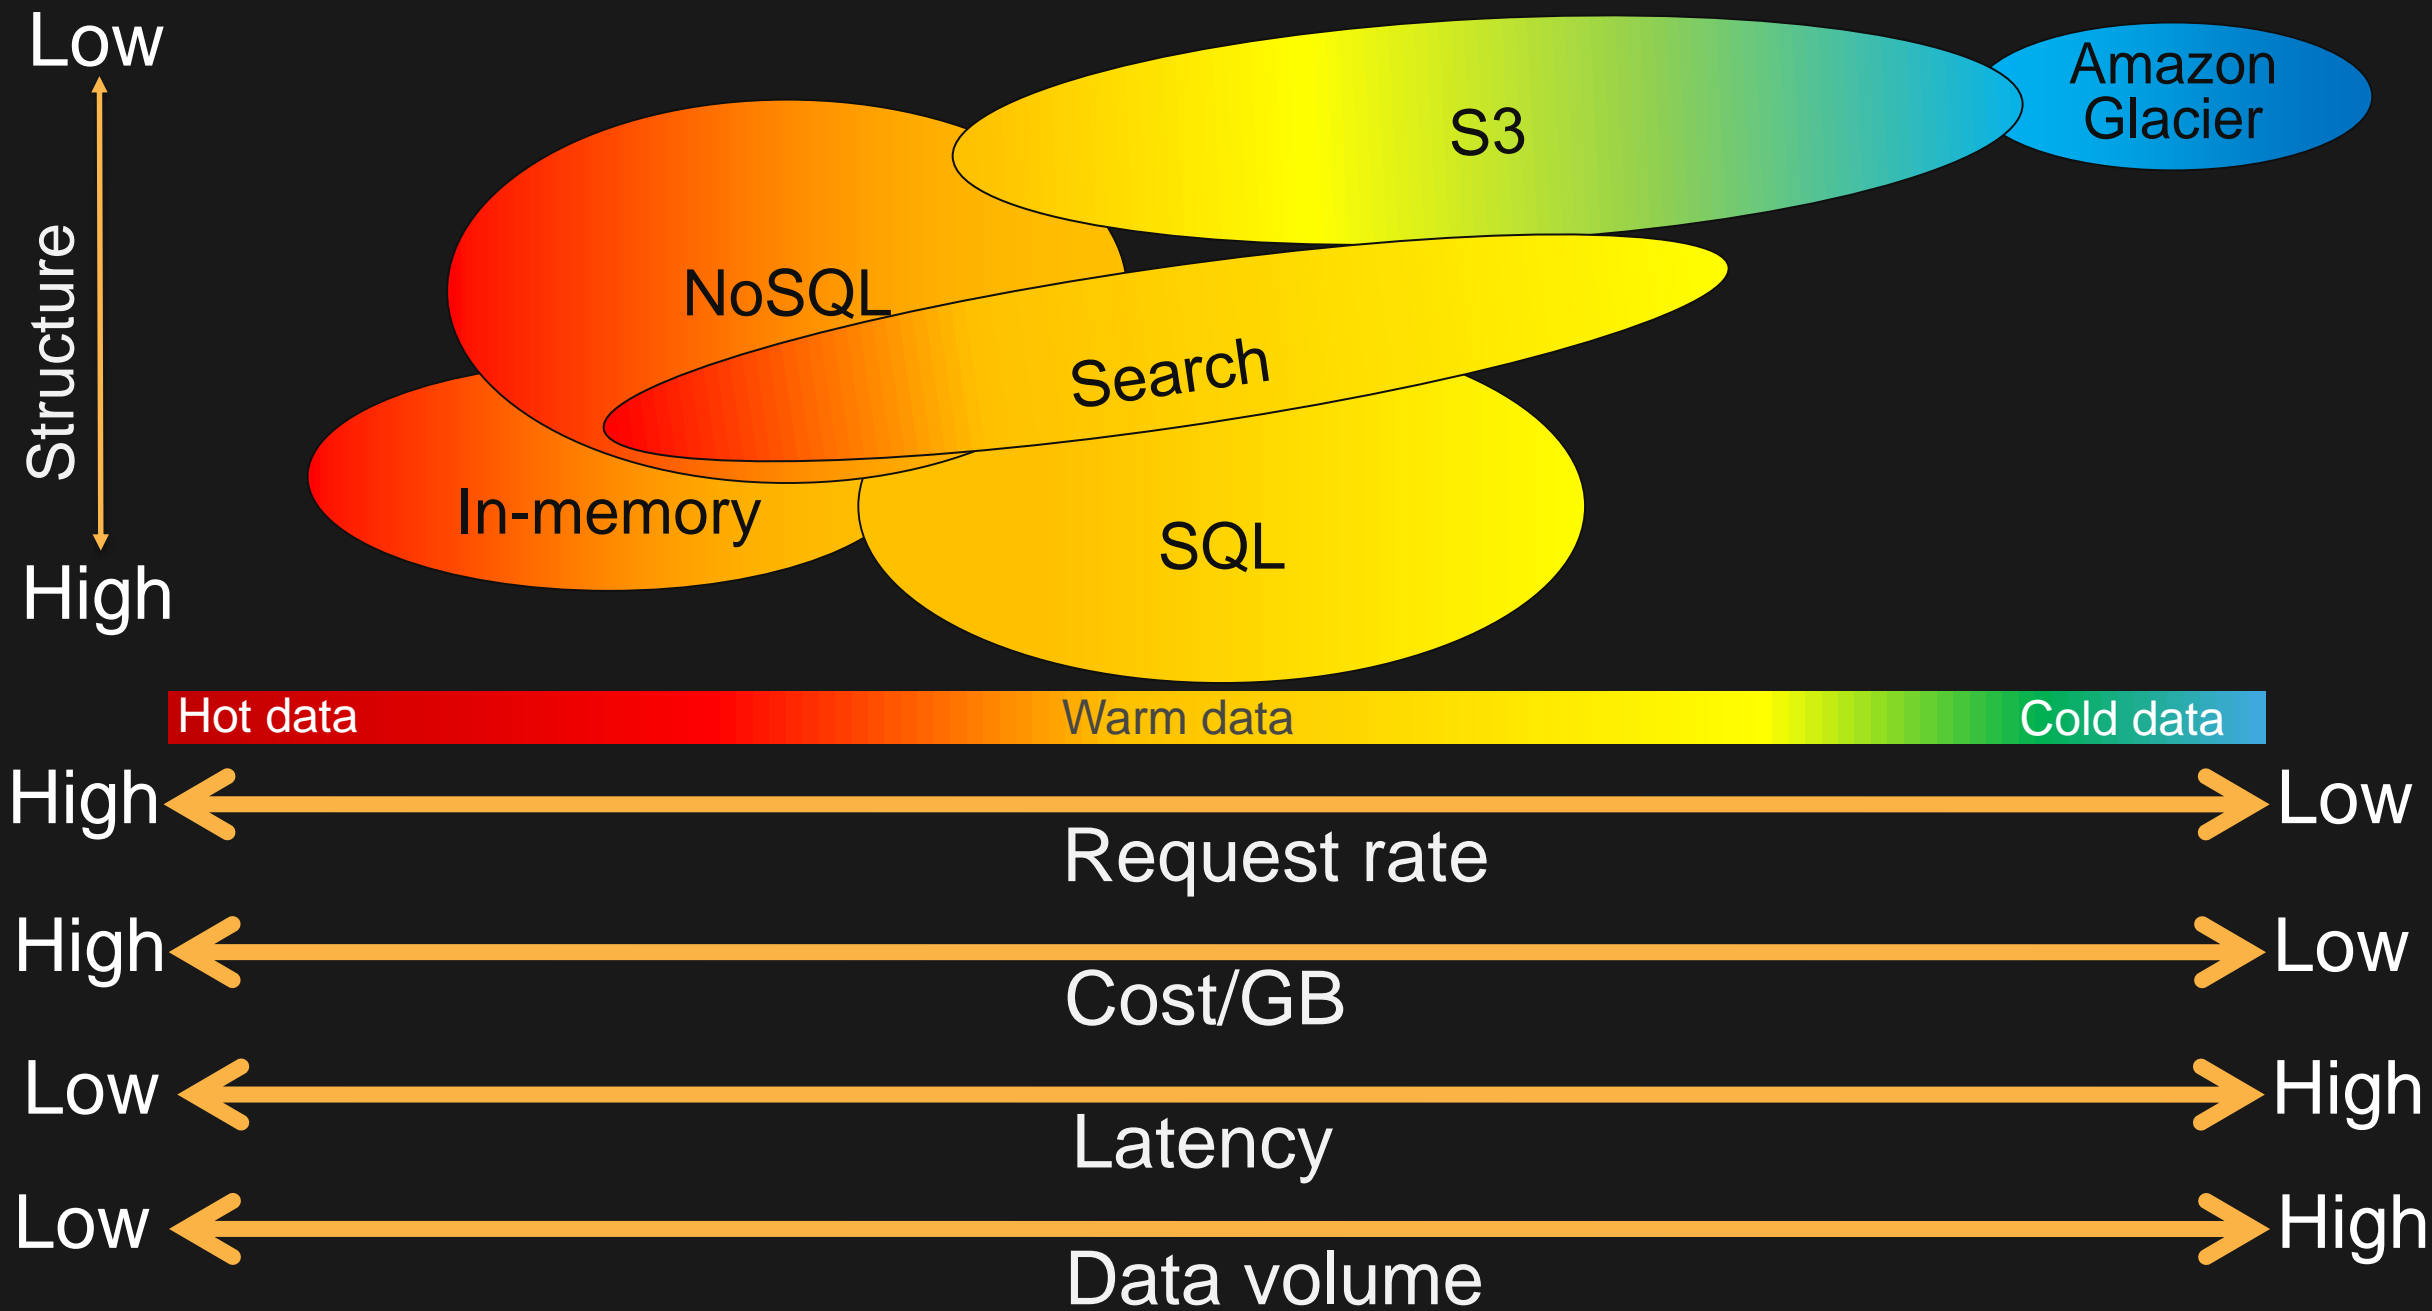 Low
Structure
High
Amazon
Glacier
S3
NoSQL
Search
In-memory
SQL
Hot data
Warm data
Cold data
High
Low
Request rate
High
Low
Cost/GB
Low
High
Latency
Low
High
Data volume